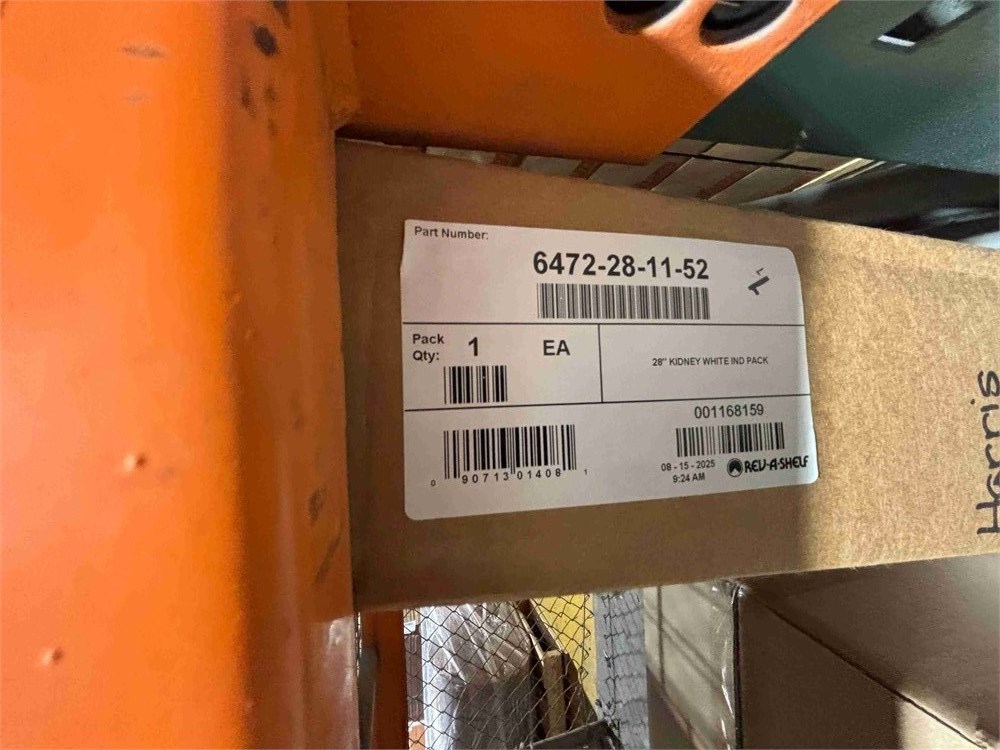 Part Number:
6472-28-11-52
Pack
Qty:
1
EA
28" KIDNEY WHITE IND PACK
001168159
0 90713 01408 1
08 - 15 - 2025
9:24 AM
REV-A-SHELF
Harris